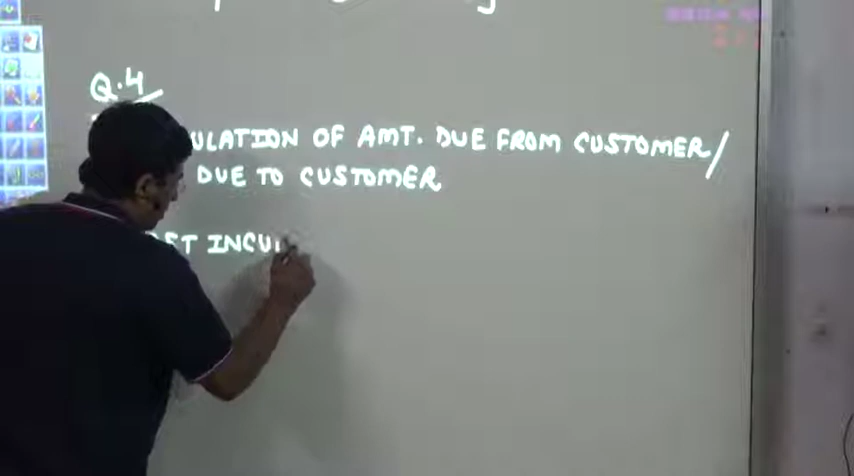 Q.4
ULATION OF AMT. DUE FROM CUSTOMER/
DUE TO CUSTOMER
ST INCU